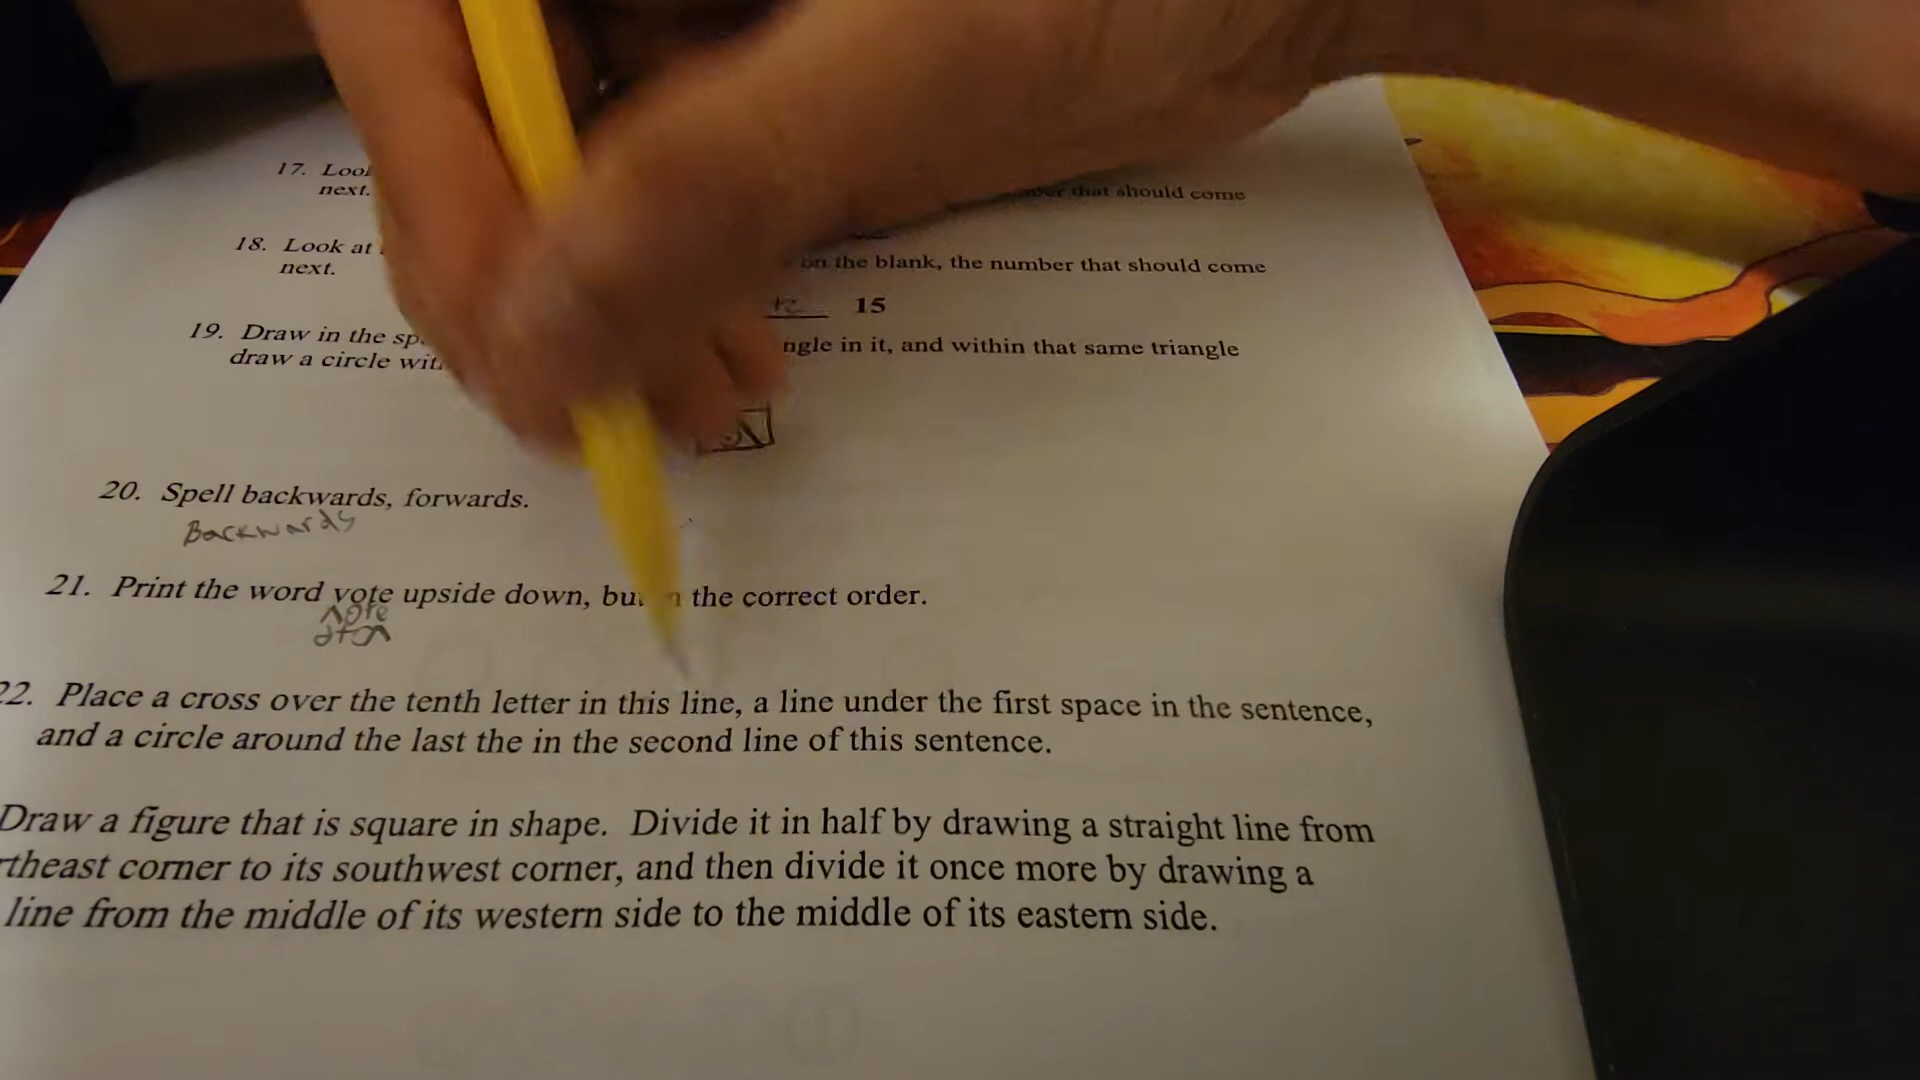 17. Look
next. that should come
18. Look at on the blank, the number that should come
next.
15
19. Draw in the ngle in it, and within that same triangle
draw a circle
20. Spell backwards, forwards.
Backwards
21. Print the word vote upside down, but the correct order.
22. Place a cross over the tenth letter in this line, a line under the first space in the sentence,
and a circle around the last the in the second line of this sentence.
Draw a figure that is square in shape. Divide it in half by drawing a straight line from
rtheast corner to its southwest corner, and then divide it once more by drawing a
line from the middle of its western side to the middle of its eastern side.